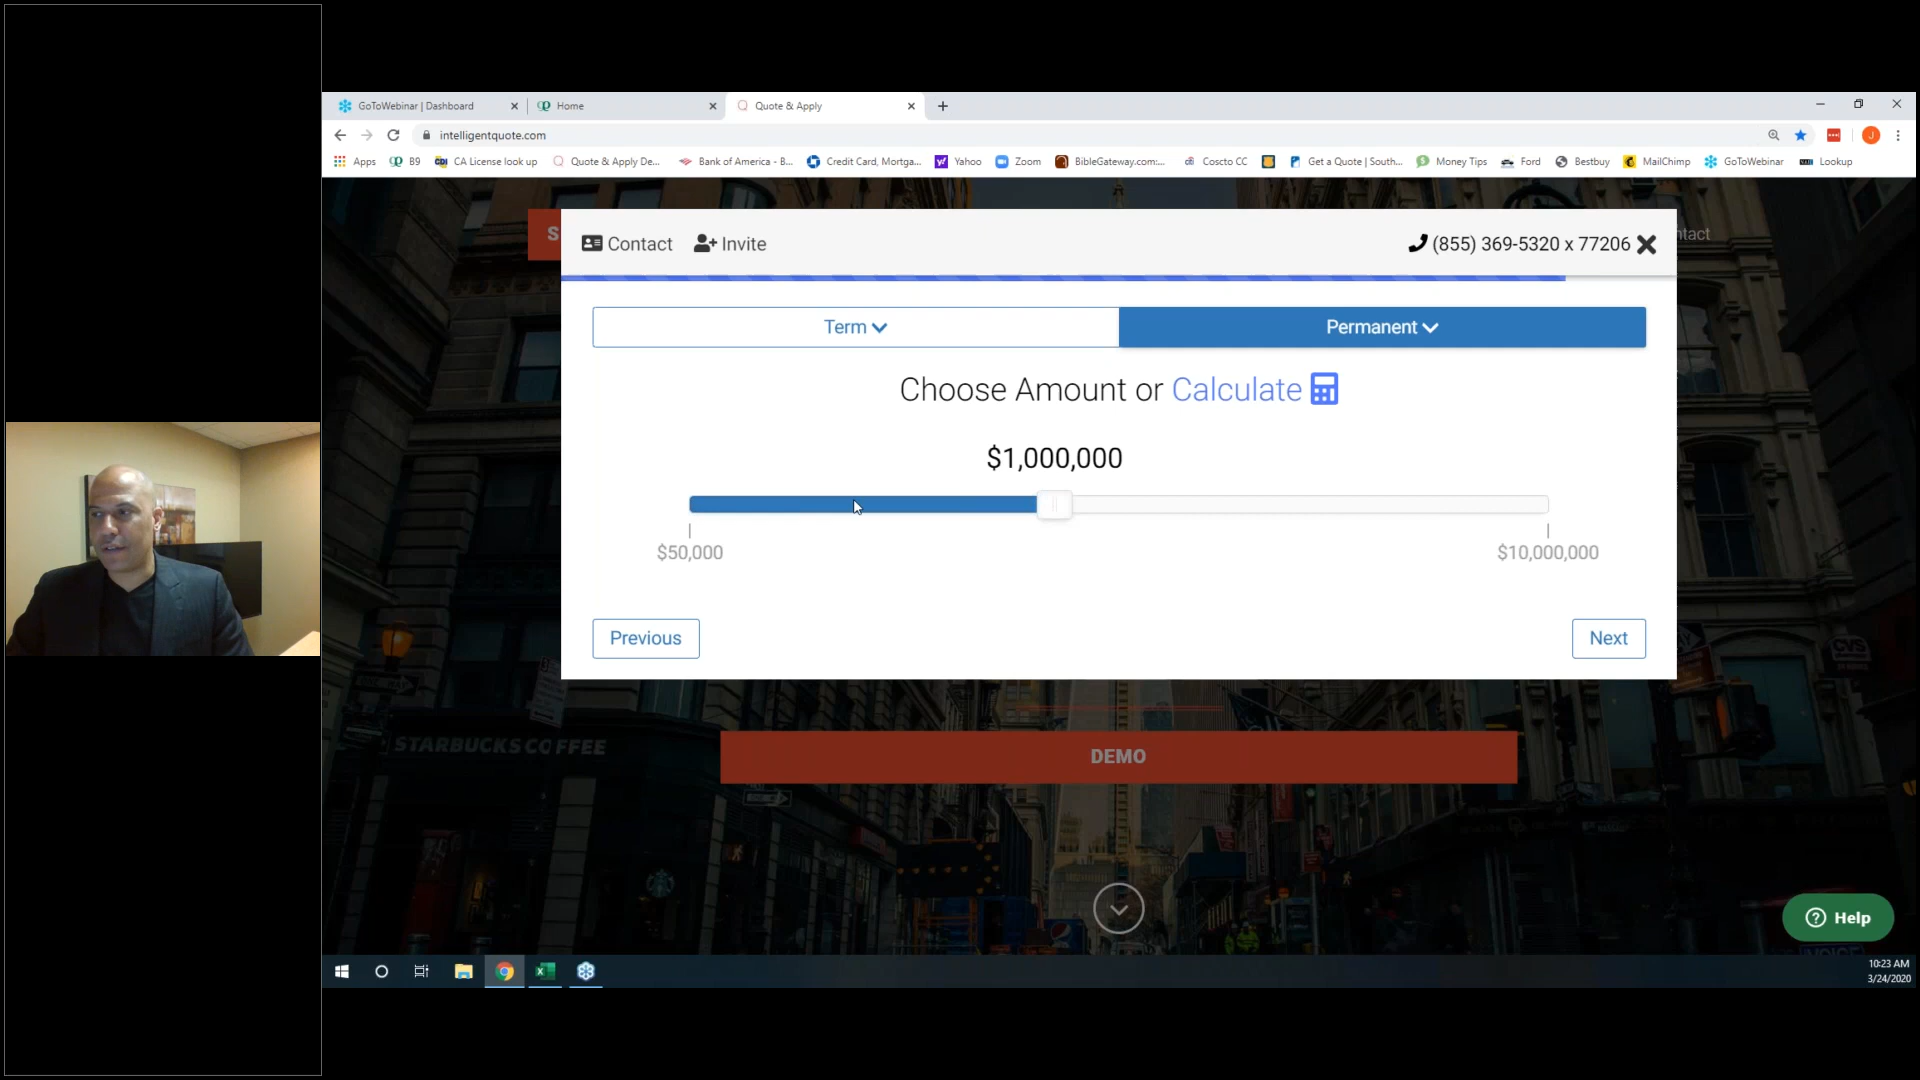 GoToWebinar | Dashboard
Home
Quote & Apply
intelligentquote.com
Apps
B9
CA License look up
Quote & Apply De...
Bank of America - B...
Credit Card, Mortga...
Yahoo
Zoom
BibleGateway.com:...
Coscto CC
Get a Quote | South...
Money Tips
Ford
Bestbuy
MailChimp
GoToWebinar
Lookup
S
Contact
Invite
(855) 369-5320 x 77206
ntact
Term
Permanent
Choose Amount or Calculate
$1,000,000
$50,000
$10,000,000
Previous
Next
CVS
STARBUCKS COFFEE
DEMO
Help
10:23 AM
3/24/2020